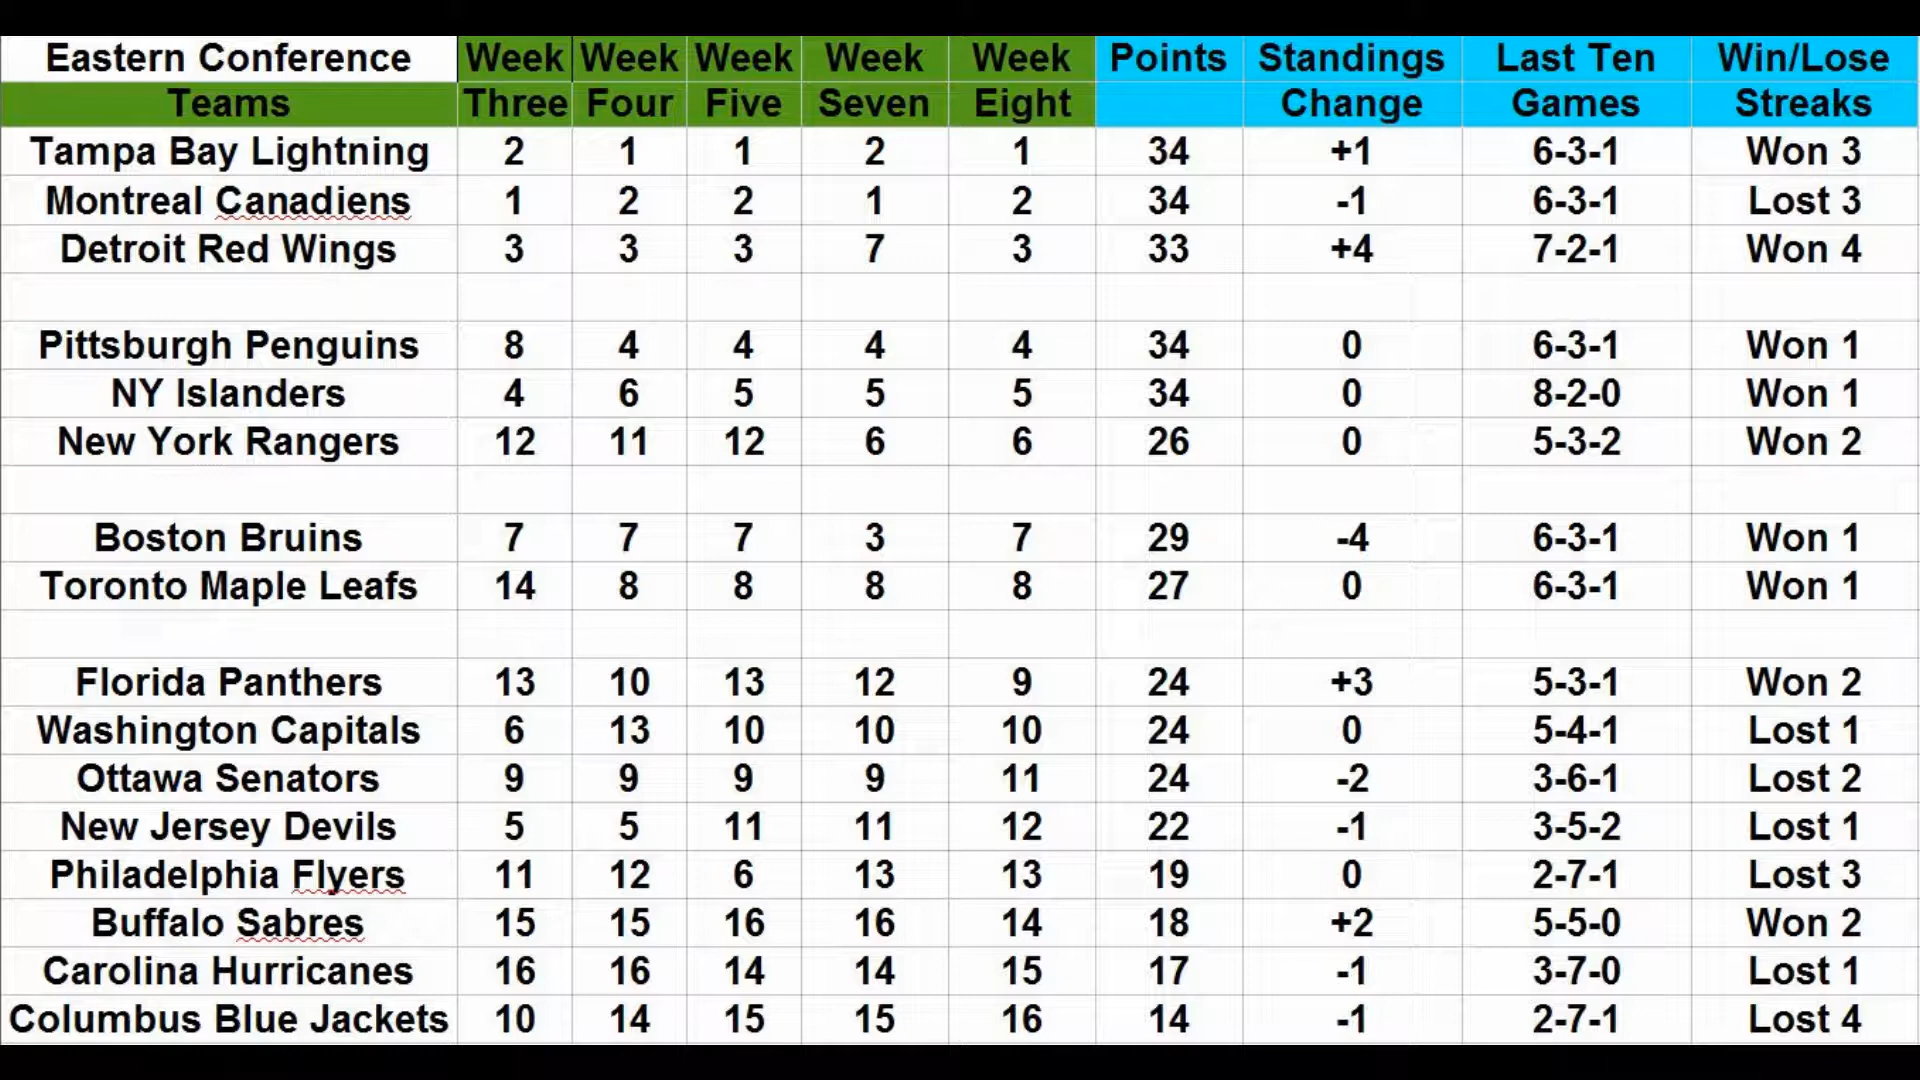 Eastern Conference Week Week Week Week Week Points Standings Last Ten Win/Lose
Teams Three Four Five Seven Eight Change Games Streaks
Tampa Bay Lightning 2 1 1 2 1 34 +1 6-3-1 Won 3
Montreal Canadiens 1 2 2 1 2 34 -1 6-3-1 Lost 3
Detroit Red Wings 3 3 3 7 3 33 +4 7-2-1 Won 4
Pittsburgh Penguins 8 4 4 4 4 34 0 6-3-1 Won 1
NY Islanders 4 6 5 5 5 34 0 8-2-0 Won 1
New York Rangers 12 11 12 6 6 26 0 5-3-2 Won 2
Boston Bruins 7 7 7 3 7 29 -4 6-3-1 Won 1
Toronto Maple Leafs 14 8 8 8 8 27 0 6-3-1 Won 1
Florida Panthers 13 10 13 12 9 24 +3 5-3-1 Won 2
Washington Capitals 6 13 10 10 10 24 0 5-4-1 Lost 1
Ottawa Senators 9 9 9 9 11 24 -2 3-6-1 Lost 2
New Jersey Devils 5 5 11 11 12 22 -1 3-5-2 Lost 1
Philadelphia Flyers 11 12 6 13 13 19 0 2-7-1 Lost 3
Buffalo Sabres 15 15 16 16 14 18 +2 5-5-0 Won 2
Carolina Hurricanes 16 16 14 14 15 17 -1 3-7-0 Lost 1
Columbus Blue Jackets 10 14 15 15 16 14 -1 2-7-1 Lost 4